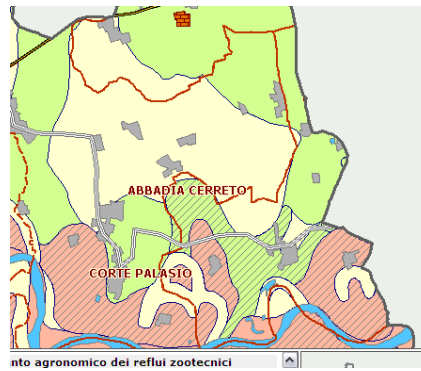 ABBADIA CERRETO
CORTE PALASIO
nto agronomico dei reflui zootecnici